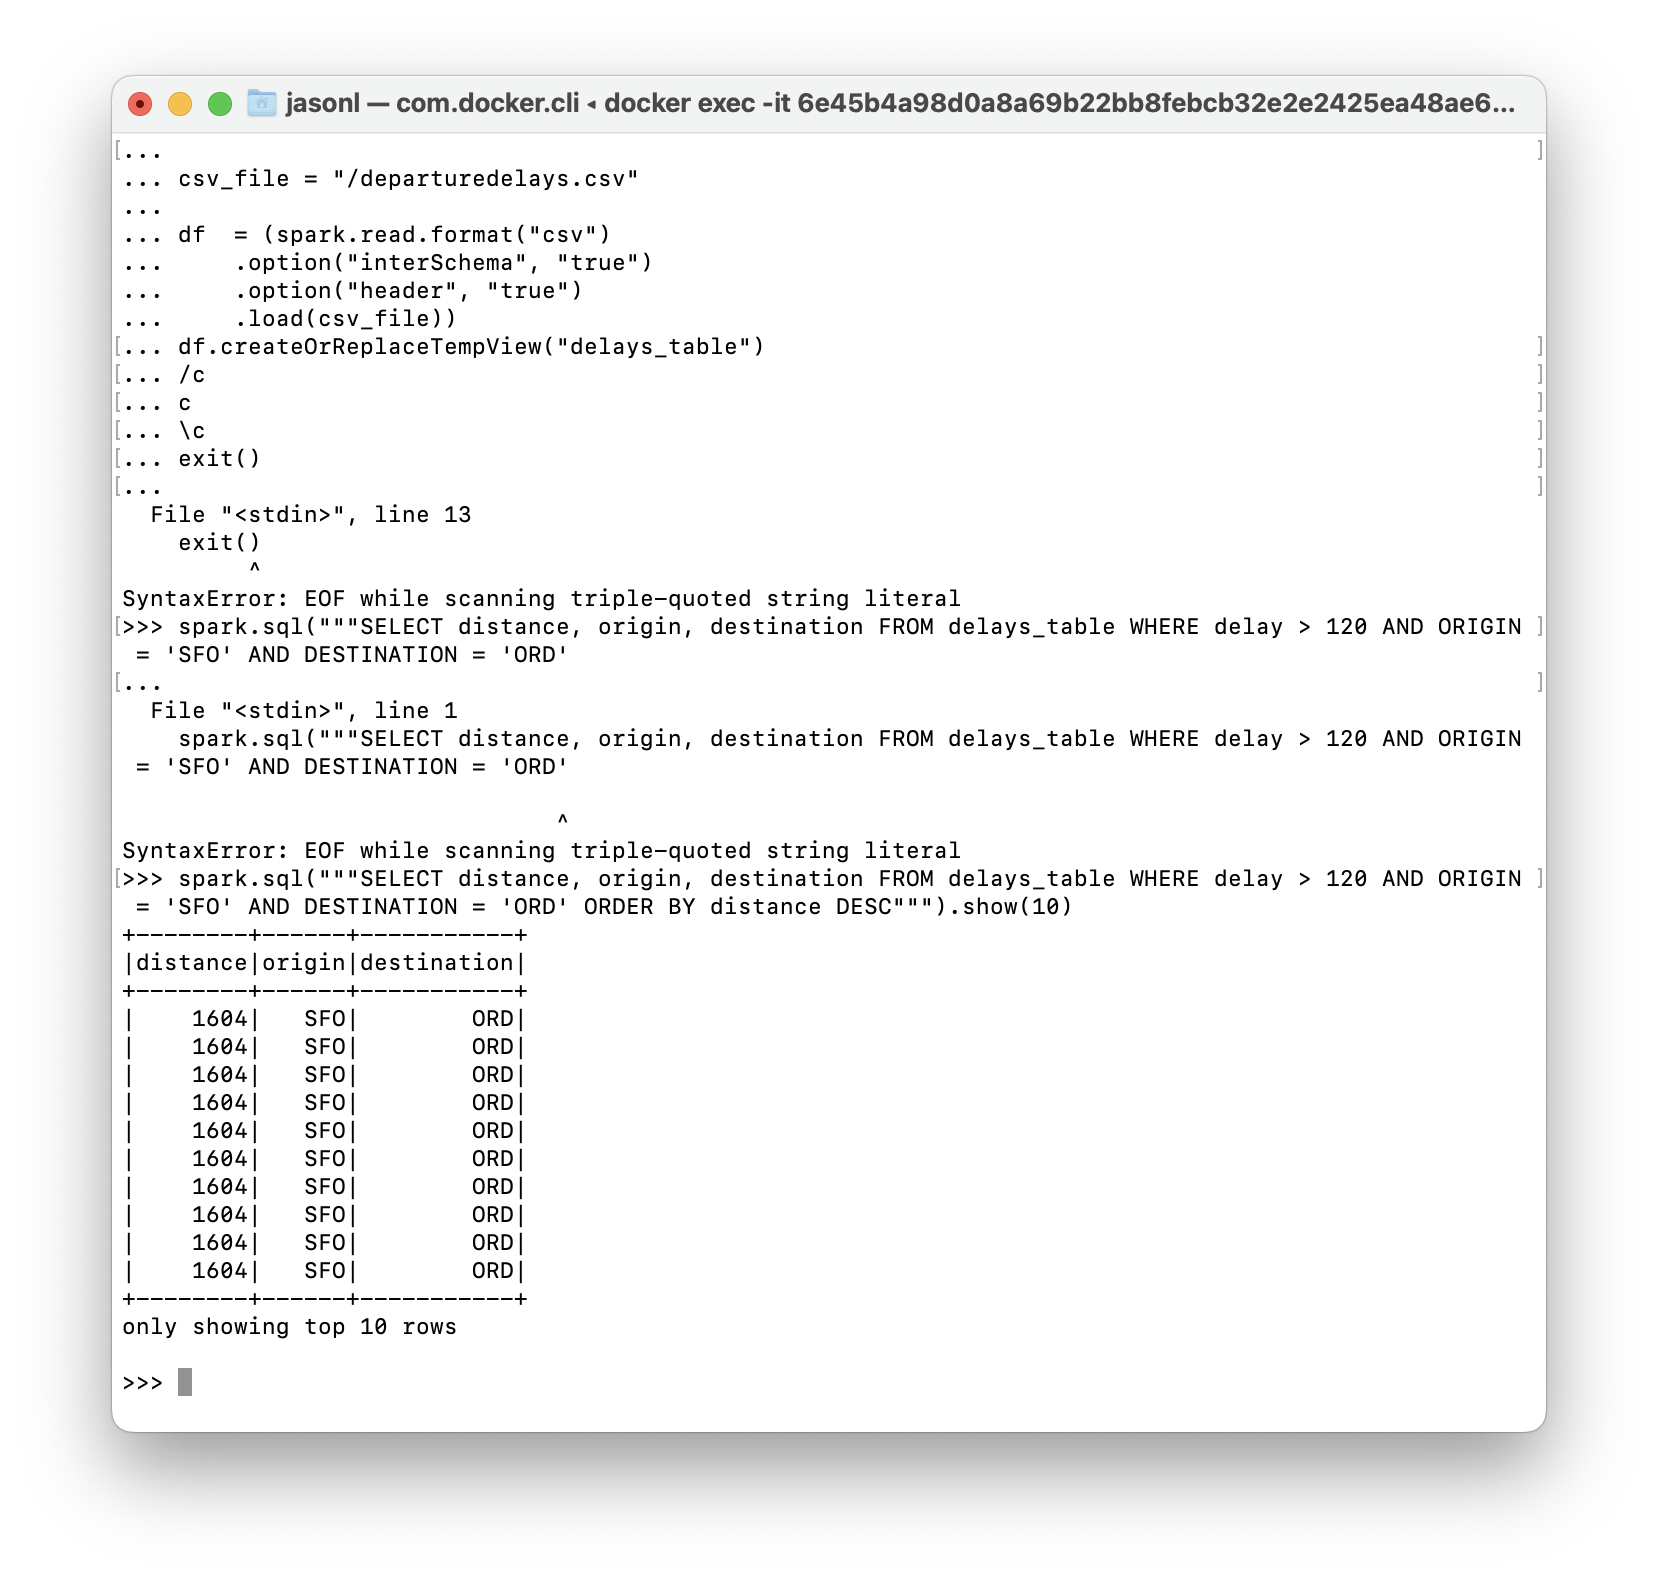 jasonl — com.docker.cli ◂ docker exec -it 6e45b4a98d0a8a69b22bb8febcb32e2e2425ea48ae6...
[...                                                                                                  ]
... csv_file = "/departuredelays.csv"
...
... df  = (spark.read.format("csv")
...     .option("interSchema", "true")
...     .option("header", "true")
...     .load(csv_file))
[... df.createOrReplaceTempView("delays_table")                                                       ]
[... /c                                                                                               ]
[... c                                                                                                ]
[... \c                                                                                               ]
[... exit()                                                                                           ]
[...                                                                                                  ]
  File "<stdin>", line 13
    exit()
         ^
SyntaxError: EOF while scanning triple-quoted string literal
[>>> spark.sql("""SELECT distance, origin, destination FROM delays_table WHERE delay > 120 AND ORIGIN ]
 = 'SFO' AND DESTINATION = 'ORD'
[...                                                                                                  ]
  File "<stdin>", line 1
    spark.sql("""SELECT distance, origin, destination FROM delays_table WHERE delay > 120 AND ORIGIN
 = 'SFO' AND DESTINATION = 'ORD'
                               ^
SyntaxError: EOF while scanning triple-quoted string literal
[>>> spark.sql("""SELECT distance, origin, destination FROM delays_table WHERE delay > 120 AND ORIGIN ]
 = 'SFO' AND DESTINATION = 'ORD' ORDER BY distance DESC""").show(10)
+--------+------+-----------+
|distance|origin|destination|
+--------+------+-----------+
|    1604|   SFO|        ORD|
|    1604|   SFO|        ORD|
|    1604|   SFO|        ORD|
|    1604|   SFO|        ORD|
|    1604|   SFO|        ORD|
|    1604|   SFO|        ORD|
|    1604|   SFO|        ORD|
|    1604|   SFO|        ORD|
|    1604|   SFO|        ORD|
|    1604|   SFO|        ORD|
+--------+------+-----------+
only showing top 10 rows
>>>